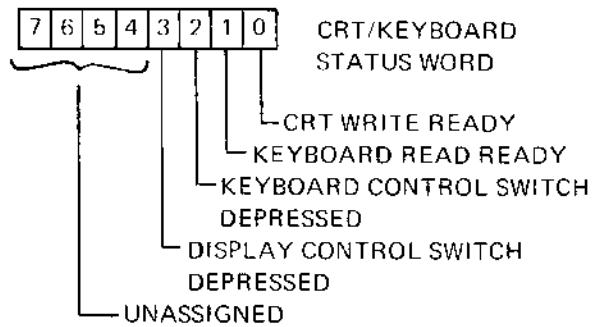 7 6 5 4 3 2 1 0
CRT/KEYBOARD
STATUS WORD
CRT WRITE READY
KEYBOARD READ READY
KEYBOARD CONTROL SWITCH
DEPRESSED
DISPLAY CONTROL SWITCH
DEPRESSED
UNASSIGNED